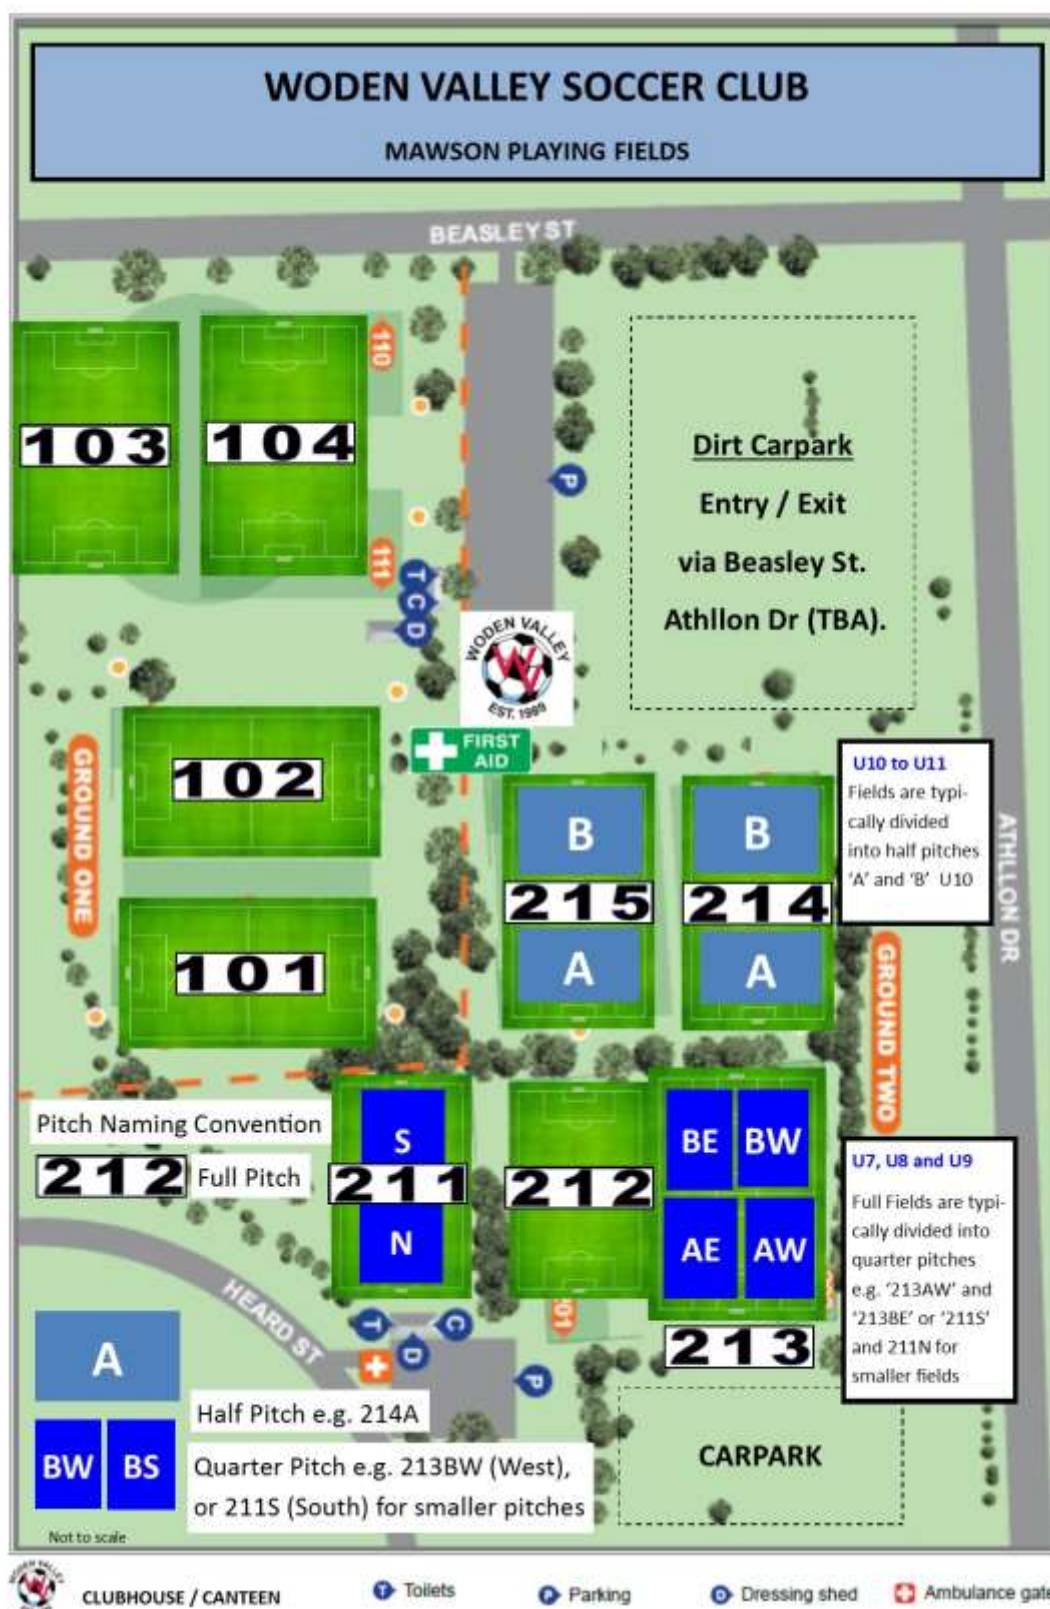 WODEN VALLEY SOCCER CLUB
MAWSON PLAYING FIELDS
BEASLEY ST
110
103
104
Dirt Carpark
Entry / Exit
via Beasley St.
Athllon Dr (TBA).
P
111
T
C
D
WODEN VALLEY
EST. 1989
FIRST
AID
GROUND ONE
102
101
B
B
215
214
A
A
U10 to U11
Fields are typi-
cally divided
into half pitches
'A' and 'B' U10
ATHLLON DR
GROUND TWO
Pitch Naming Convention
212
Full Pitch
S
211
N
212
BE
BW
AE
AW
213
U7, U8 and U9
Full Fields are typi-
cally divided into
quarter pitches
e.g. '213AW' and
'213BE' or '211S'
and 211N for
smaller fields
HEARD ST
T
C
D
P
A
Half Pitch e.g. 214A
BW
BS
Quarter Pitch e.g. 213BW (West),
or 211S (South) for smaller pitches
CARPARK
Not to scale
WODEN VALLEY
CLUBHOUSE / CANTEEN
T Toilets
P Parking
D Dressing shed
Ambulance gate